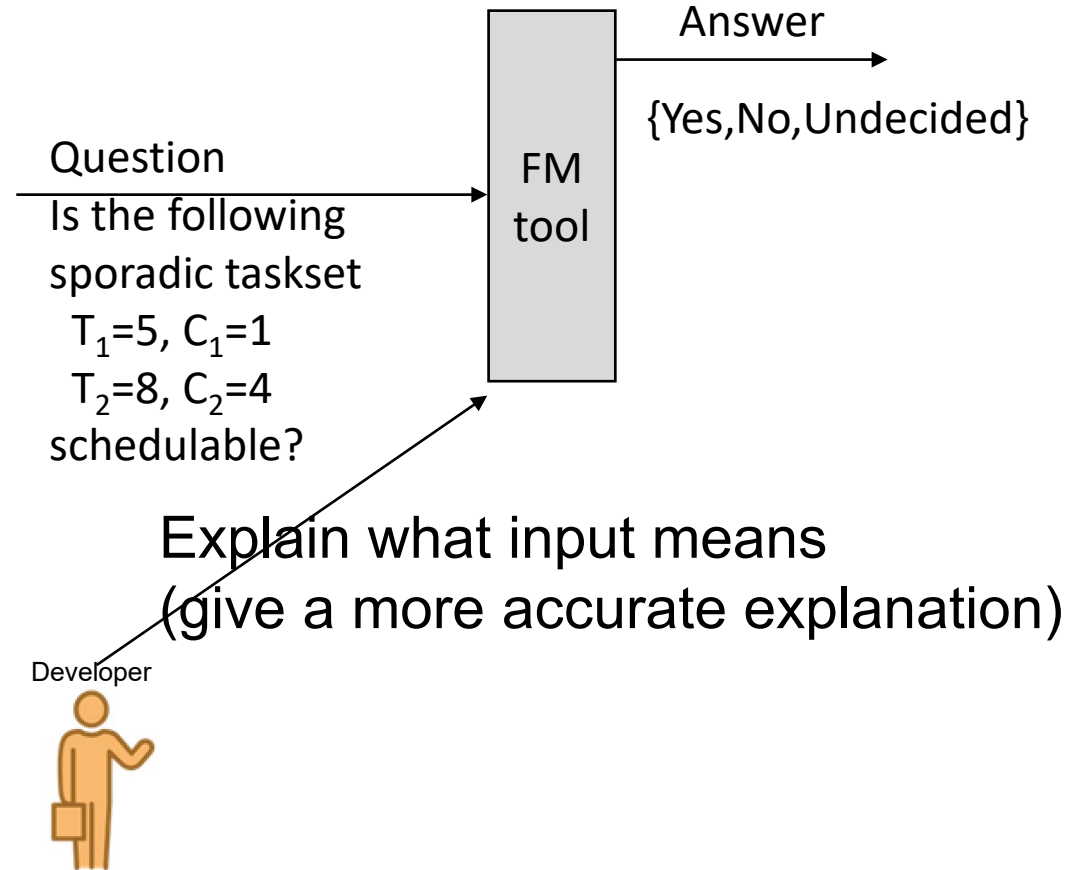 Answer
{Yes,No,Undecided}
Question
Is the following
sporadic taskset
T₁=5, C₁=1
T₂=8, C₂=4
schedulable?
FM
tool
Explain what input means
(give a more accurate explanation)
Developer